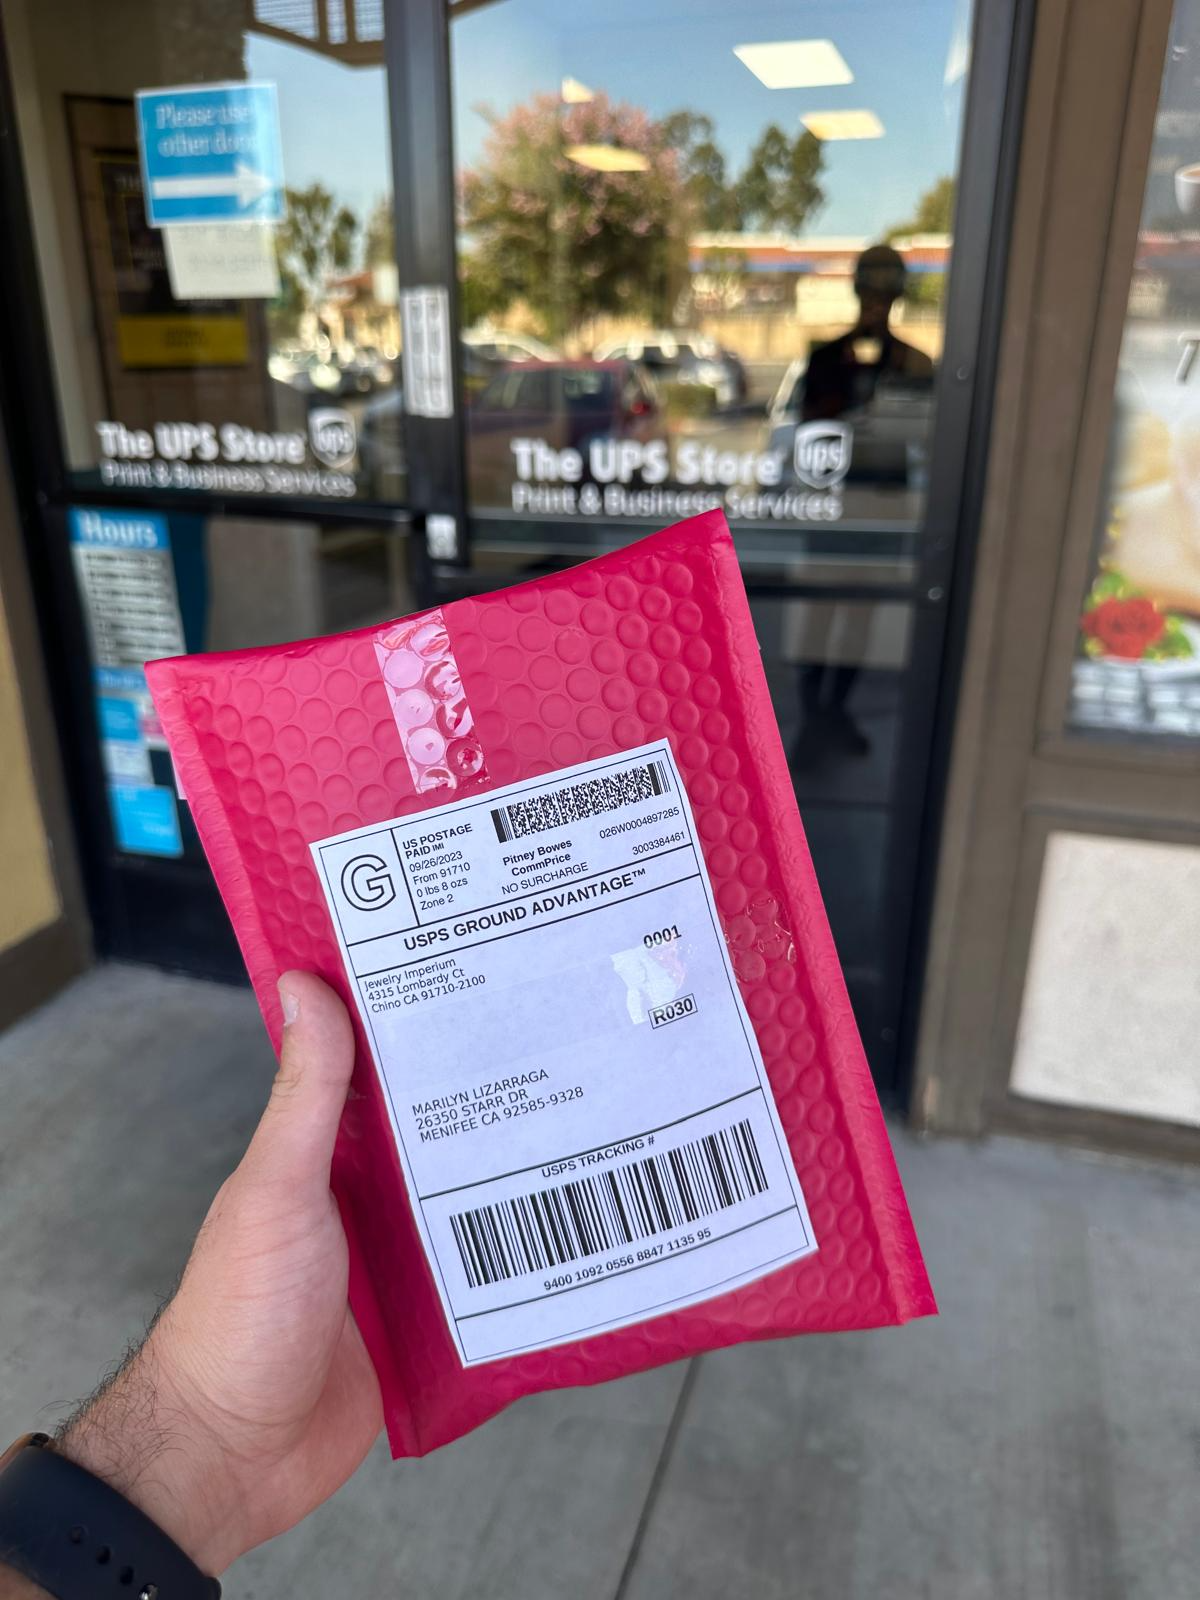 Please use
other door
The UPS Store ups
Print & Business Services
The UPS Store ups
Print & Business Services
Hours
G
US POSTAGE
PAID IMI
09/26/2023
From 91710
0 lbs 8 ozs
Zone 2
Pitney Bowes
CommPrice
NO SURCHARGE
026W0004897285
3003384461
USPS GROUND ADVANTAGE™
Jewelry Imperium
4315 Lombardy Ct
Chino CA 91710-2100
0001
R030
MARILYN LIZARRAGA
26350 STARR DR
MENIFEE CA 92585-9328
USPS TRACKING #
9400 1092 0556 8847 1135 95